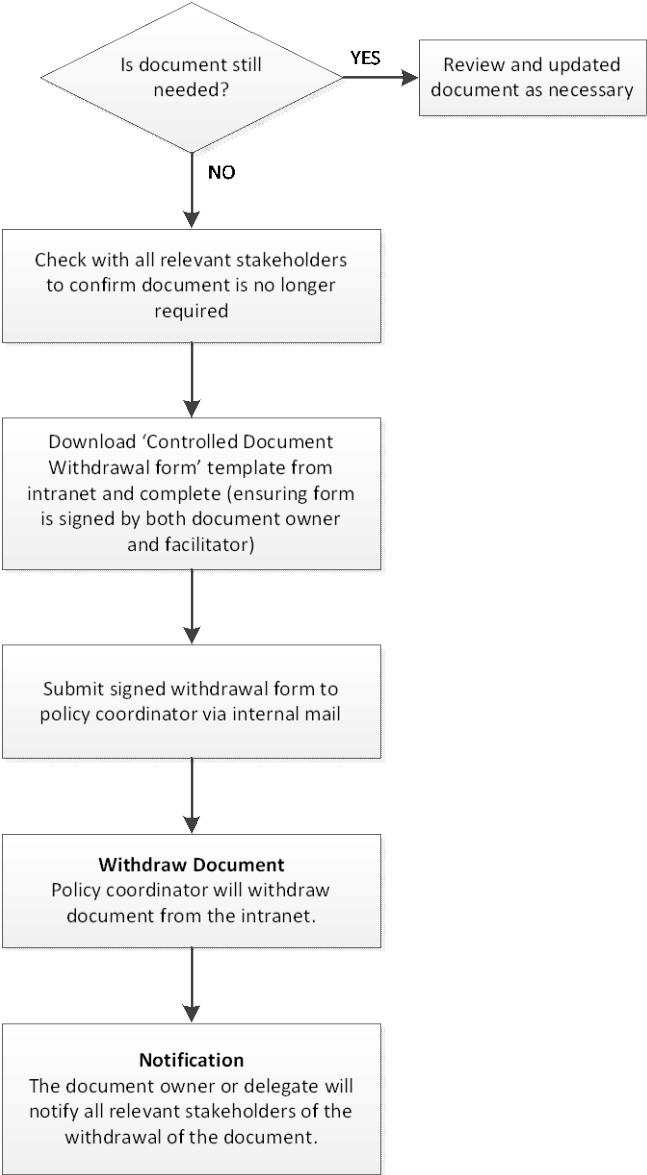 Is document still
needed?
YES
Review and updated
document as necessary
NO
Check with all relevant stakeholders
to confirm document is no longer
required
Download ‘Controlled Document
Withdrawal form’ template from
intranet and complete (ensuring form
is signed by both document owner
and facilitator)
Submit signed withdrawal form to
policy coordinator via internal mail
Withdraw Document
Policy coordinator will withdraw
document from the intranet.
Notification
The document owner or delegate will
notify all relevant stakeholders of the
withdrawal of the document.